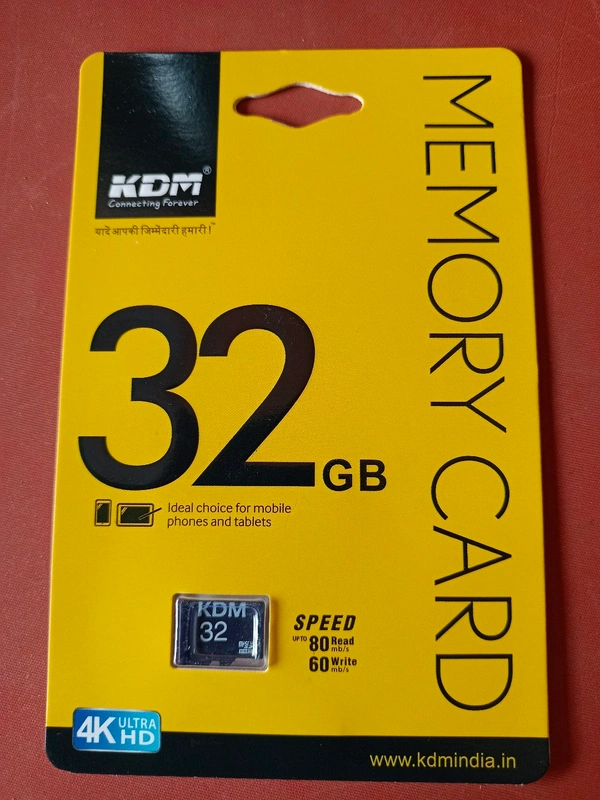 KDM®
Connecting Forever
यादें आपकी जिम्मेंदारी हमारी!™
MEMORY CARD
32 GB
Ideal choice for mobile
phones and tablets
KDM
32
SPEED
UPTO 80 Read mb/s
60 Write mb/s
4K ULTRA HD
www.kdmindia.in